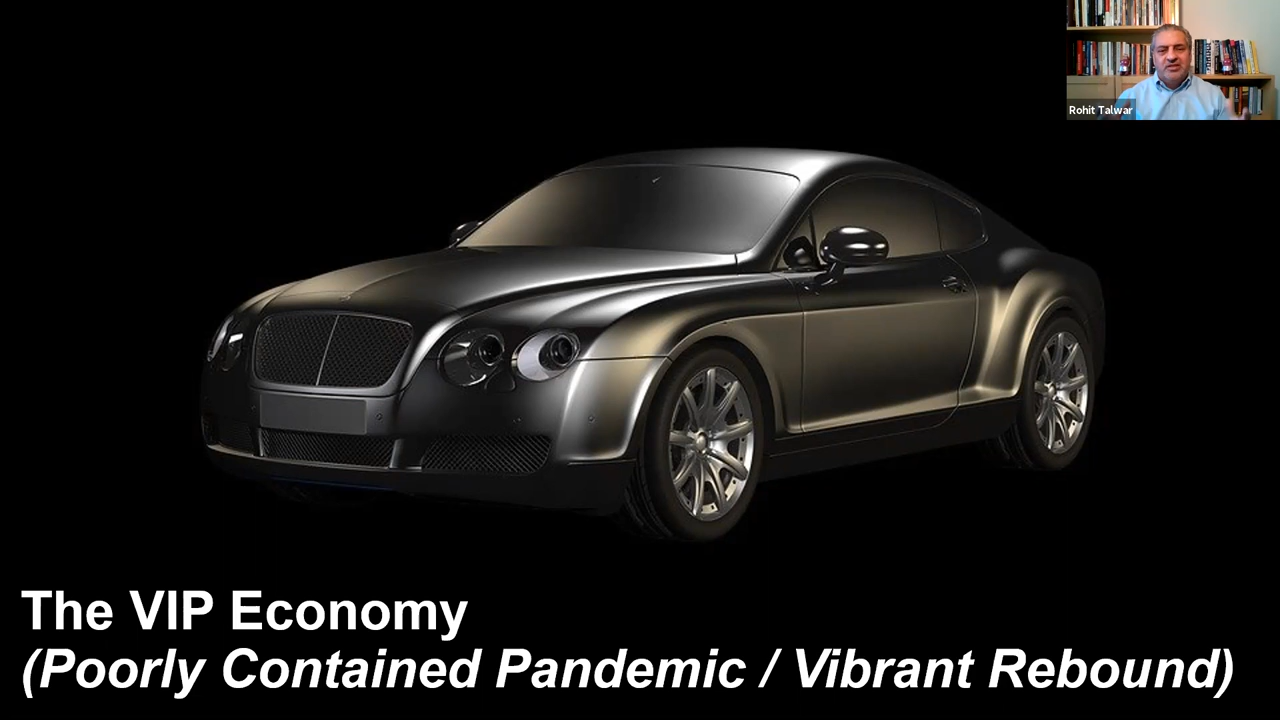 Rohit Talwar
The VIP Economy
(Poorly Contained Pandemic / Vibrant Rebound)